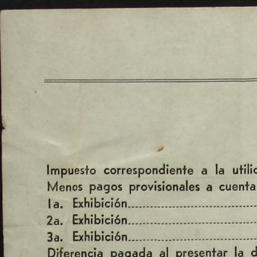 Impuesto correspondiente a la utili
Menos pagos provisionales a cuenta
1a. Exhibición
2a. Exhibición
3a. Exhibición
Diferencia pagada al presentar la d